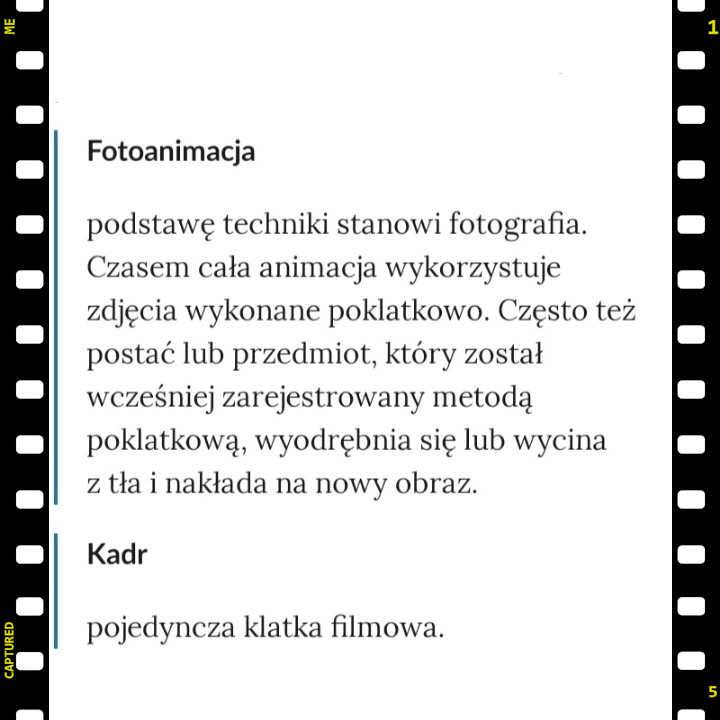 ME
1
Fotoanimacja
podstawę techniki stanowi fotografia.
Czasem cała animacja wykorzystuje
zdjęcia wykonane poklatkowo. Często też
postać lub przedmiot, który został
wcześniej zarejestrowany metodą
poklatkową, wyodrębnia się lub wycina
z tła i nakłada na nowy obraz.
Kadr
pojedyncza klatka filmowa.
CAPTURED
5